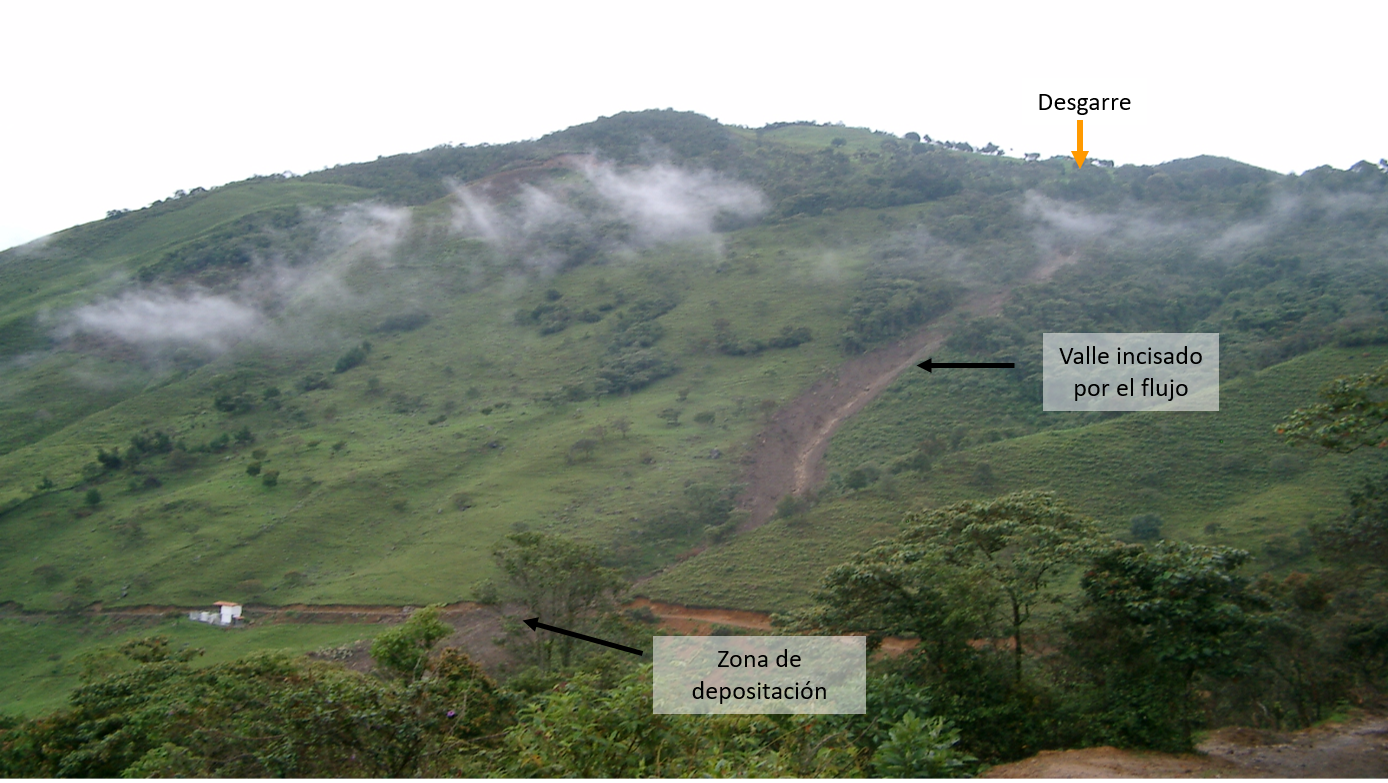 Desgarre
Valle incisado
por el flujo
Zona de
depositación